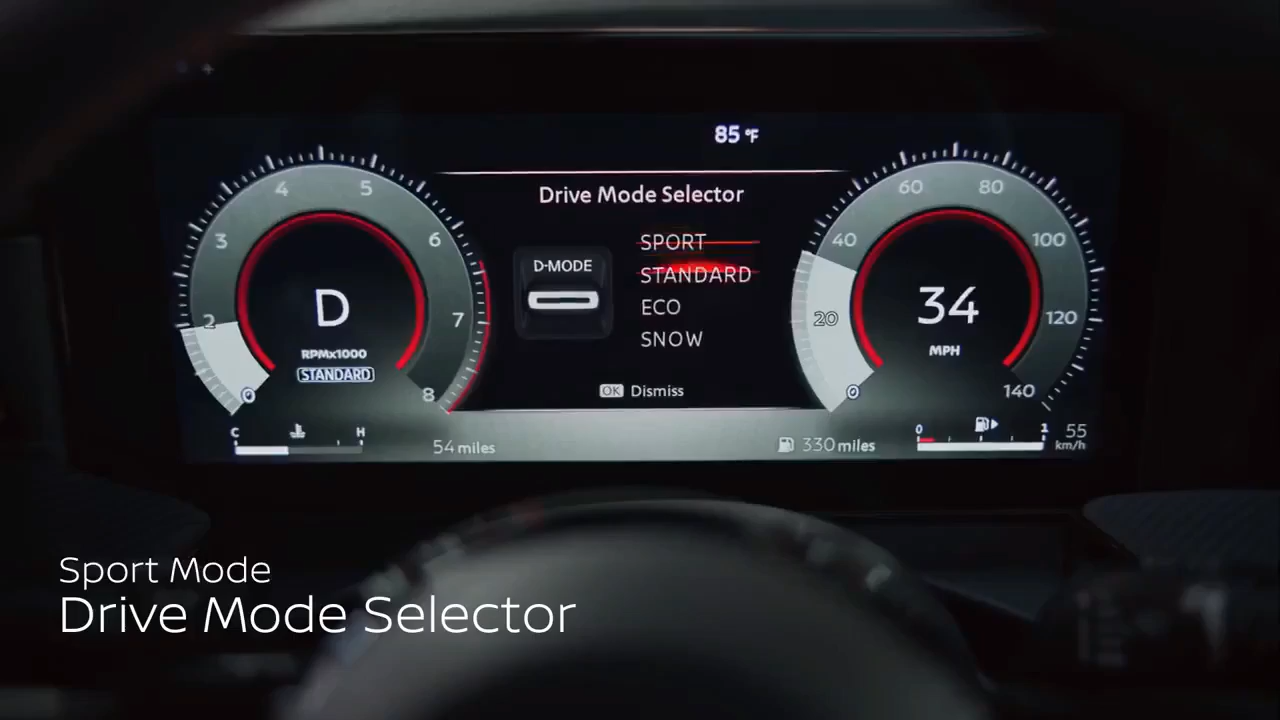 85 °F
Drive Mode Selector
SPORT
STANDARD
ECO
SNOW
D-MODE
OK Dismiss
4 5
3 6
2 7
0 8
D
RPMx1000
STANDARD
C H
54 miles
60 80
40 100
20 120
0 140
34
MPH
330 miles
0 1
55
km/h
Sport Mode
Drive Mode Selector